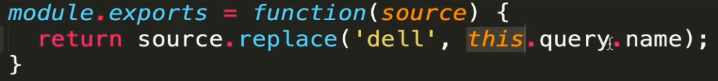 module.exports = function(source) {
  return source.replace('dell', this.query.name);
}